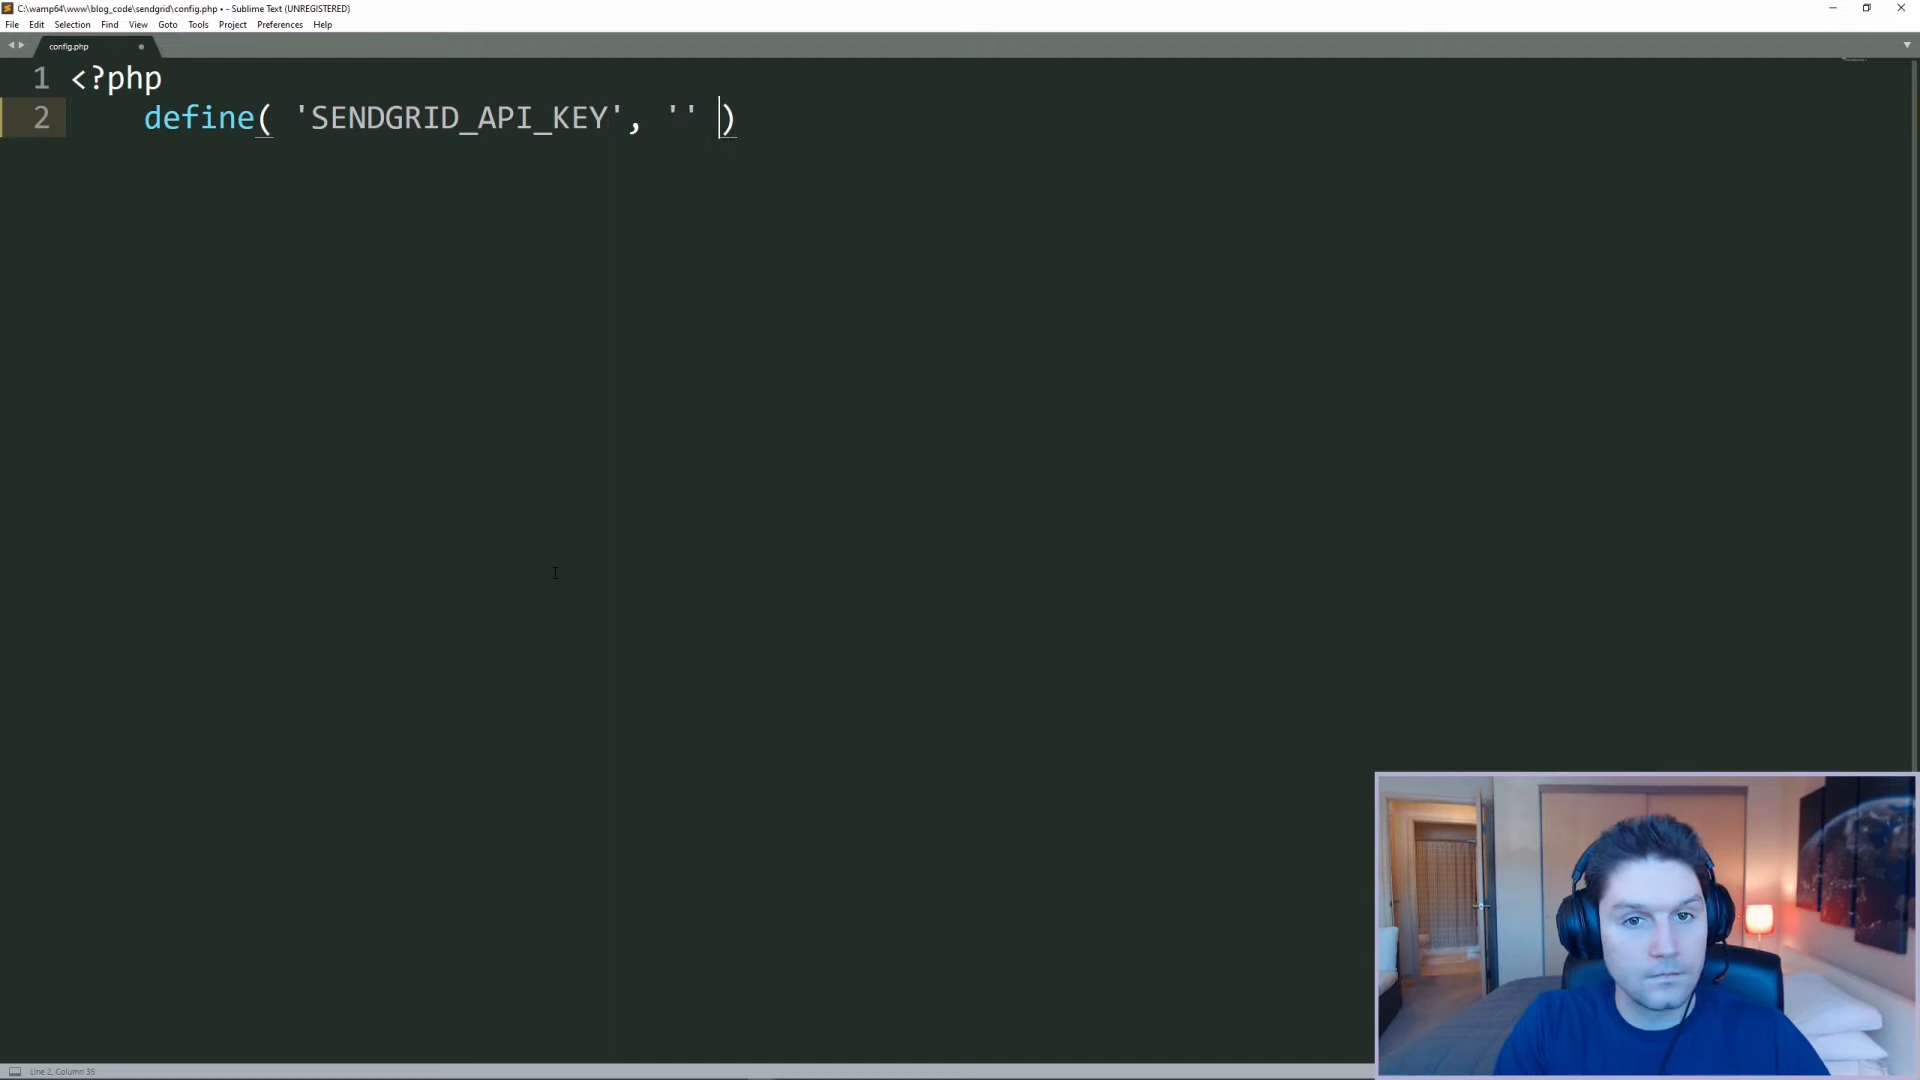 C:\wamp64\www\blog_code\sendgrid\config.php • - Sublime Text (UNREGISTERED)
File Edit Selection Find View Goto Tools Project Preferences Help
config.php
1 <?php
2 define( 'SENDGRID_API_KEY', '' )
Line 2, Column 36